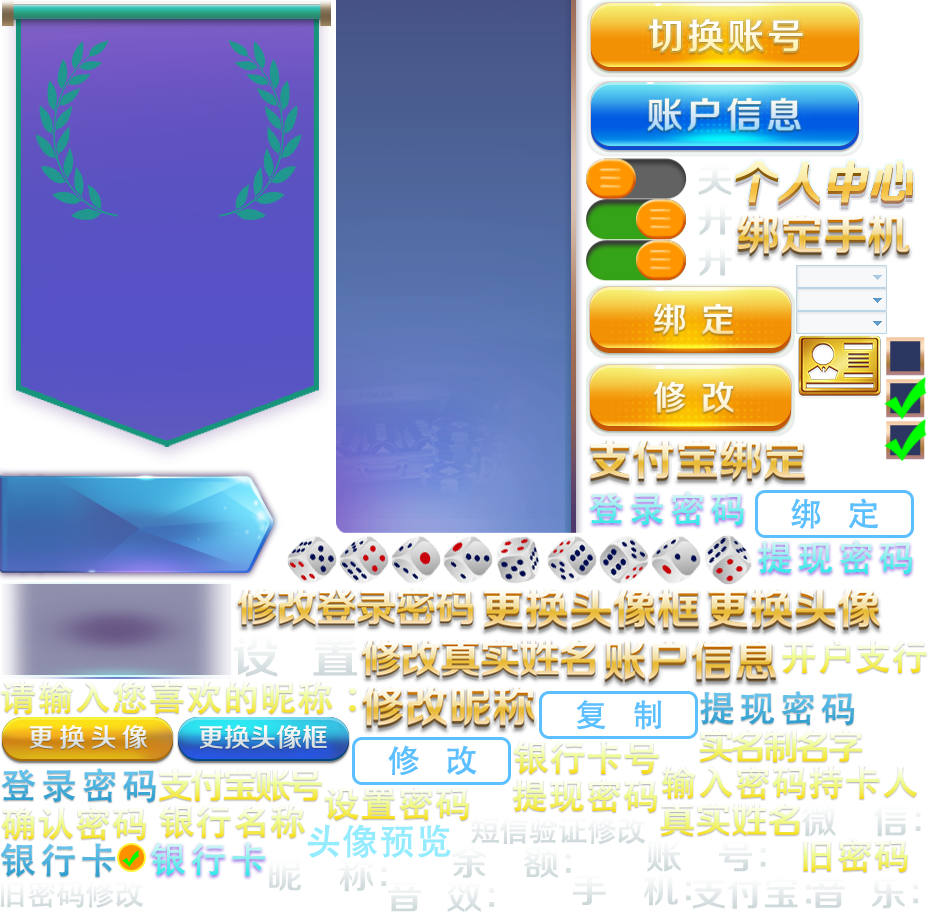 切换账号
账户信息
关
个人中心
开
绑定手机
开
绑 定
修 改
支付宝绑定
登录密码
绑 定
提现密码
修改登录密码
更换头像框
更换头像
设 置
修改真实姓名
账户信息
开户支行
请输入您喜欢的昵称：
修改昵称
复 制
提现密码
更换头像
更换头像框
修 改
银行卡号
实名制名字
登录密码
支付宝账号
设置密码
提现密码
输入密码
持卡人
确认密码
银行名称
头像预览
短信验证修改
真实姓名
微 信:
银行卡
银行卡
昵 称:
余 额:
账 号:
旧密码
旧密码修改
音 效:
手 机:
支付宝:
音 乐: